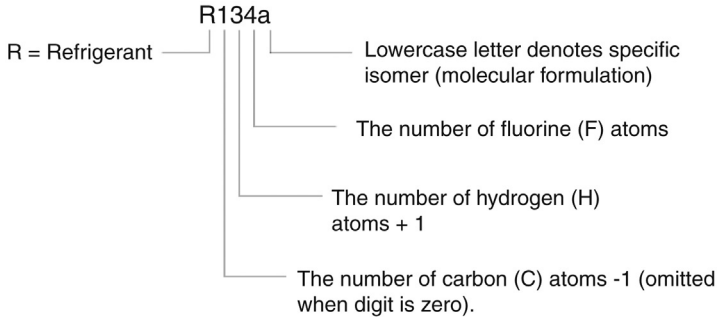 R134a
R = Refrigerant
Lowercase letter denotes specific
isomer (molecular formulation)
The number of fluorine (F) atoms
The number of hydrogen (H)
atoms + 1
The number of carbon (C) atoms -1 (omitted
when digit is zero).